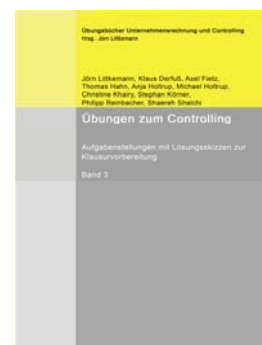 Übungsbücher Unternehmensrechnung und Controlling
Hrsg. Jörn Littkemann
Jörn Littkemann, Klaus Derfuß, Axel Fietz,
Thomas Hahn, Anja Holtrup, Michael Holtrup,
Christine Khairy, Stephan Körner,
Philipp Reinbacher, Shaereh Shalchi
Übungen zum Controlling
Aufgabenstellungen mit Lösungsskizzen zur
Klausurvorbereitung
Band 3